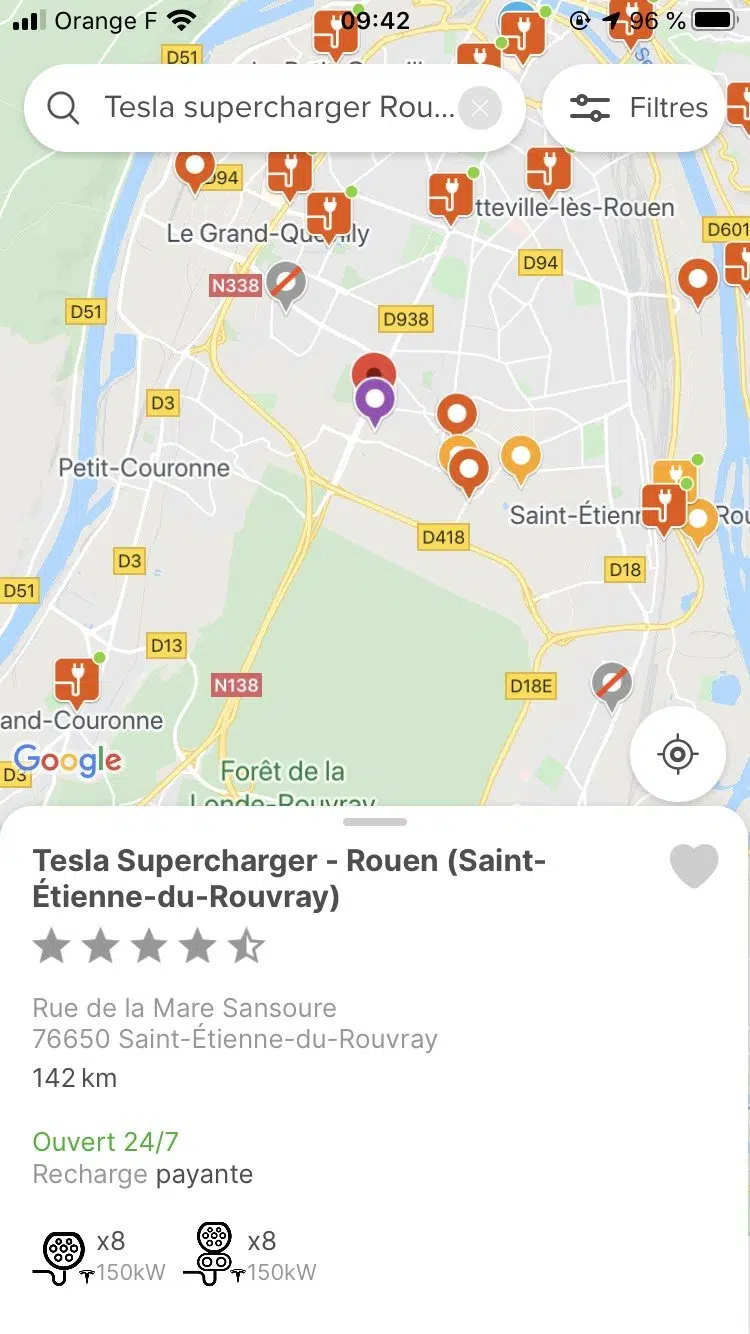 Orange F
09:42
96 %
D51
Tesla supercharger Rou...
Filtres
D94
tteville-lès-Rouen
Le Grand-Qu
illy
D601
D94
N338
D51
D938
D3
Petit-Couronne
Saint-Étienn
Rou
D418
D3
D18
D51
D13
N138
D18E
and-Couronne
Google
D3
Forêt de la
Londe-Rouvray
Tesla Supercharger - Rouen (Saint-
Étienne-du-Rouvray)
Rue de la Mare Sansoure
76650 Saint-Étienne-du-Rouvray
142 km
Ouvert 24/7
Recharge payante
x8
x8
150kW
150kW